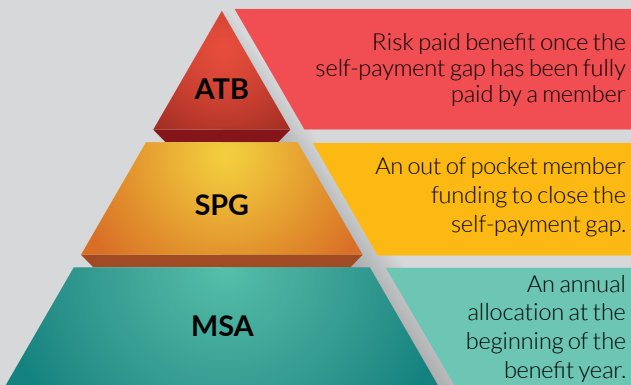 ATB
Risk paid benefit once the
self-payment gap has been fully
paid by a member
SPG
An out of pocket member
funding to close the
self-payment gap.
MSA
An annual
allocation at the
beginning of the
benefit year.